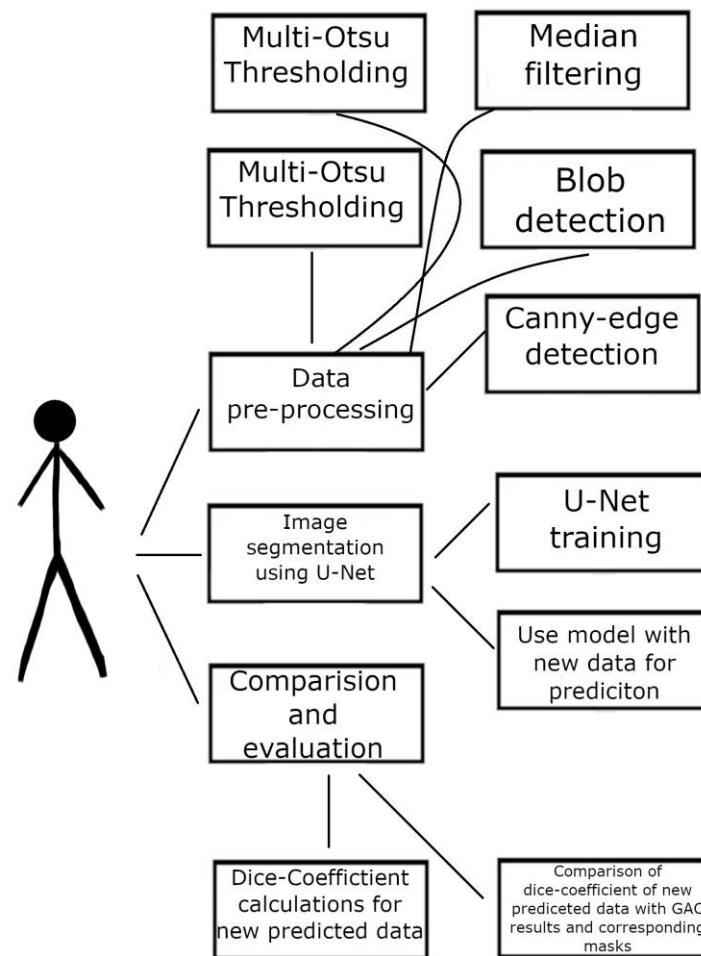 Multi-Otsu
Thresholding
Median
filtering
Multi-Otsu
Thresholding
Blob
detection
Canny-edge
detection
Data
pre-processing
Image
segmentation
using U-Net
U-Net
training
Use model with
new data for
prediciton
Comparision
and
evaluation
Dice-Coeffictient
calculations for
new predicted data
Comparison of
dice-coefficient of new
prediceted data with GAC
results and corresponding
masks